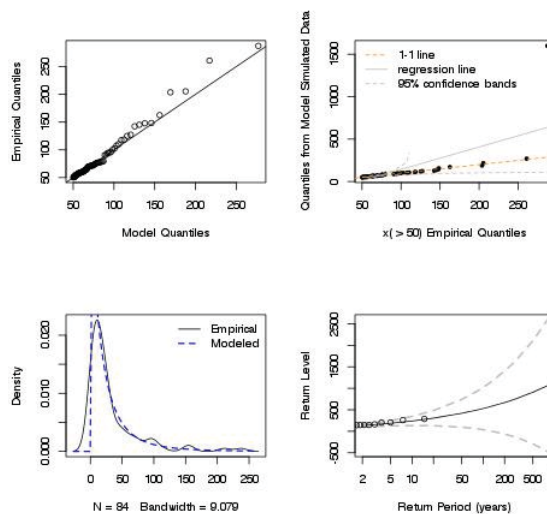 Empirical Quantiles
250
200
150
100
50
50 100 150 200 250
Model Quantiles
Quantiles from Model Simulated Data
1500
1000
500
0
1-1 line
regression line
95% confidence bands
50 100 150 200 250
x( > 50) Empirical Quantiles
Density
0.020
0.010
0.000
Empirical
Modeled
0 50 100 150 200 250
N = 84 Bandwidth = 9.079
Return Level
2500
1500
500
-500
2 5 10 50 200 500
Return Period (years)